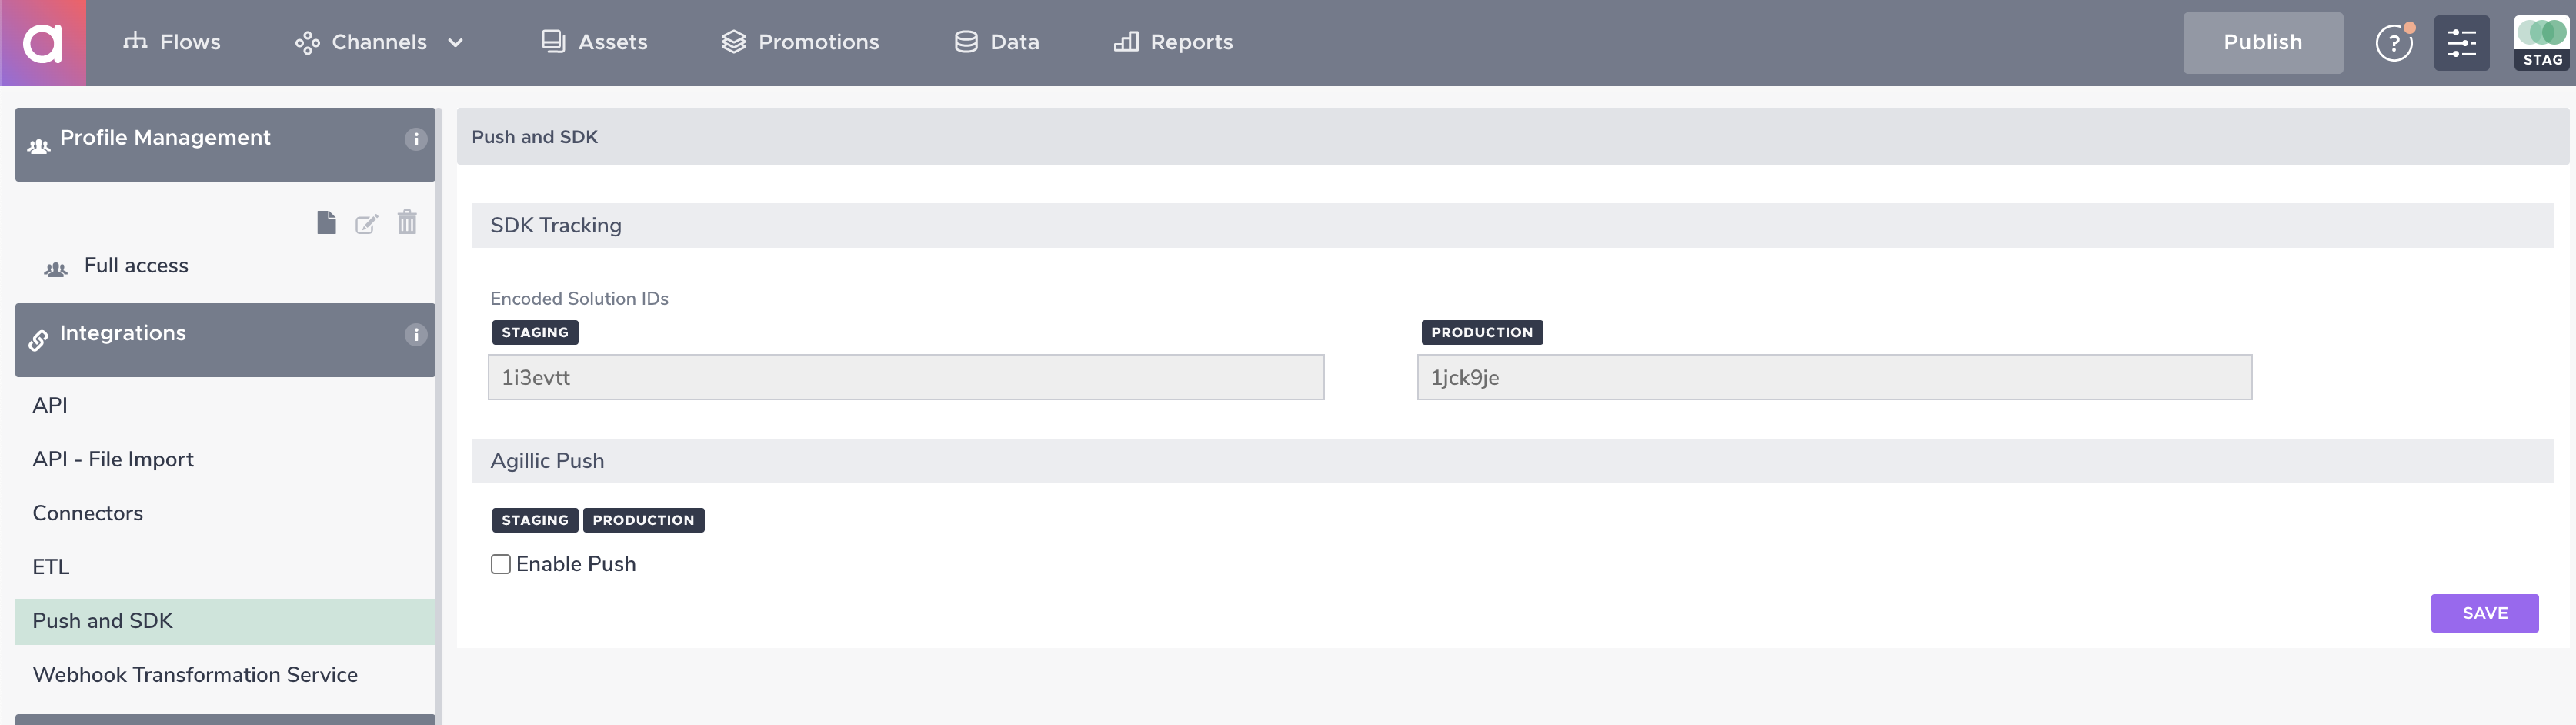 a Flows Channels Assets Promotions Data Reports Publish ? STAG
Profile Management i
Full access
Integrations i
API
API - File Import
Connectors
ETL
Push and SDK
Webhook Transformation Service
Push and SDK
SDK Tracking
Encoded Solution IDs
STAGING PRODUCTION
1i3evtt 1jck9je
Agillic Push
STAGING PRODUCTION
Enable Push
SAVE